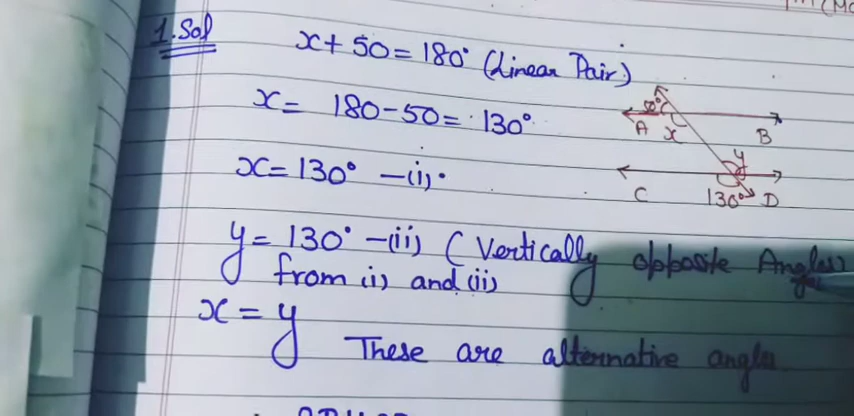 1. Sol
x + 50 = 180° (Linear Pair)
x = 180 - 50 = 130°
x = 130° - (i)
y = 130° - (ii) (Vertically opposite Angles
from (i) and (ii)
x = y
These are alternative angles
50°
A x B
y
C 130° D